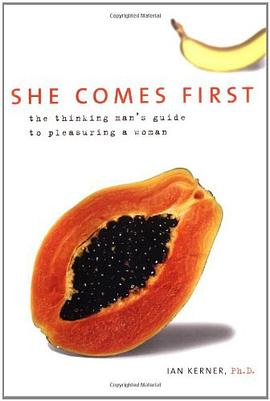 SHE COMES FIRST
the thinking man's guide
to pleasuring a woman
IAN KERNER, Ph.D.